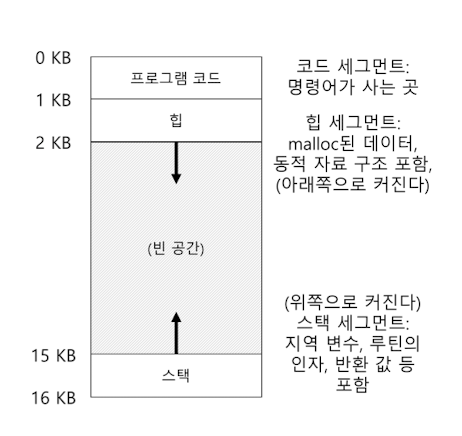 0 KB
프로그램 코드
코드 세그먼트:
명령어가 사는 곳
1 KB
힙
힙 세그먼트:
malloc된 데이터,
동적 자료 구조 포함,
(아래쪽으로 커진다)
2 KB
(빈 공간)
(위쪽으로 커진다)
스택 세그먼트:
지역 변수, 루틴의
인자, 반환 값 등
포함
15 KB
스택
16 KB